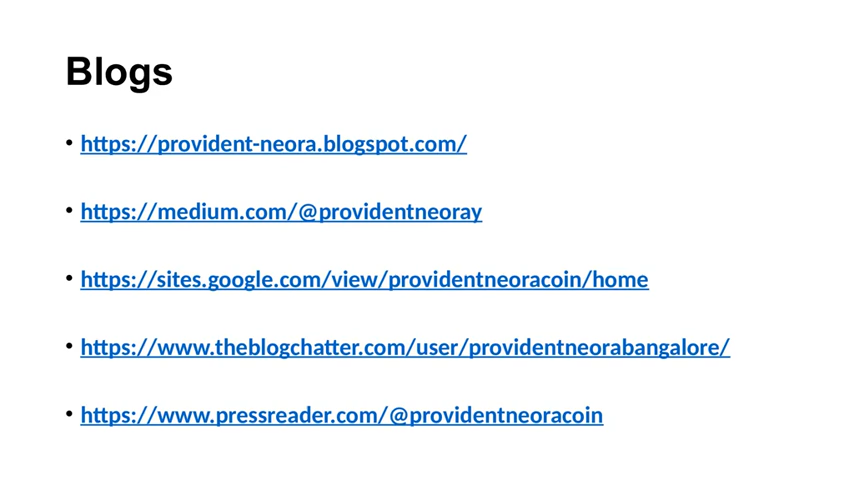 Blogs
• https://provident-neora.blogspot.com/
• https://medium.com/@providentneoray
• https://sites.google.com/view/providentneoracoin/home
• https://www.theblogchatter.com/user/providentneorabangalore/
• https://www.pressreader.com/@providentneoracoin